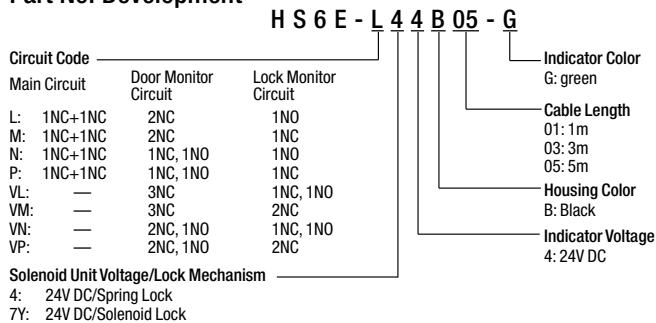 Part No. Development
HS6E-L44B05-G
Circuit Code
Main Circuit Door Monitor Circuit Lock Monitor Circuit
L: 1NC+1NC 2NC 1NO
M: 1NC+1NC 2NC 1NC
N: 1NC+1NC 1NC, 1NO 1NO
P: 1NC+1NC 1NC, 1NO 1NC
VL: — 3NC 1NC, 1NO
VM: — 3NC 2NC
VN: — 2NC, 1NO 1NC, 1NO
VP: — 2NC, 1NO 2NC
Solenoid Unit Voltage/Lock Mechanism
4: 24V DC/Spring Lock
7Y: 24V DC/Solenoid Lock
Indicator Color
G: green
Cable Length
01: 1m
03: 3m
05: 5m
Housing Color
B: Black
Indicator Voltage
4: 24V DC